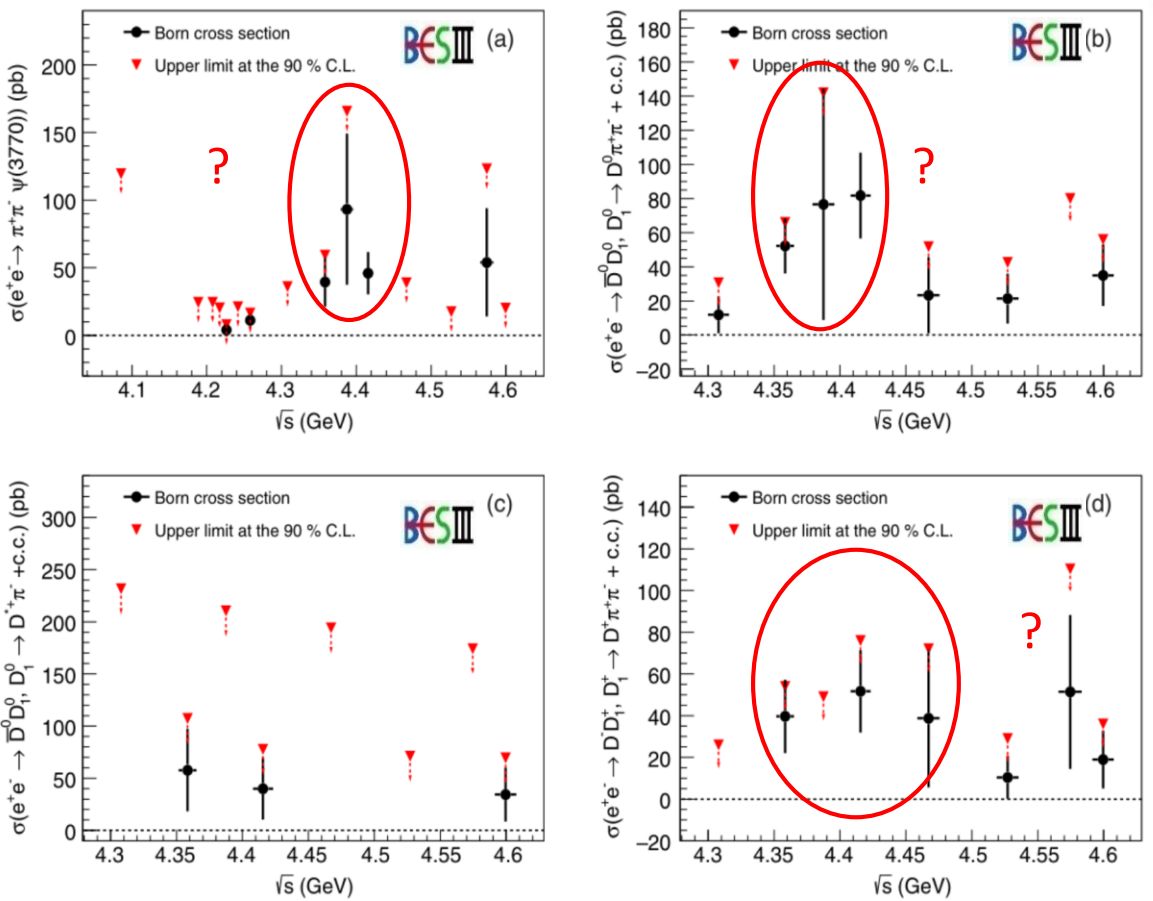 Born cross section
Upper limit at the 90 % C.L.
BESIII
(a)
?
σ(e⁺e⁻ → π⁺π⁻ ψ(3770)) (pb)
200
150
100
50
0
4.1 4.2 4.3 4.4 4.5 4.6
√s (GeV)
Born cross section
Upper limit at the 90 % C.L.
BESIII
(b)
?
σ(e⁺e⁻ → D̅⁰D₁⁰, D₁⁰ → D⁰π⁺π⁻ + c.c.) (pb)
180
160
140
120
100
80
60
40
20
0
−20
4.3 4.35 4.4 4.45 4.5 4.55 4.6
√s (GeV)
Born cross section
Upper limit at the 90 % C.L.
BESIII
(c)
σ(e⁺e⁻ → D̅⁰D₁⁰, D₁⁰ → D*⁺π⁻ +c.c.) (pb)
300
250
200
150
100
50
0
4.3 4.35 4.4 4.45 4.5 4.55 4.6
√s (GeV)
Born cross section
Upper limit at the 90 % C.L.
BESIII
(d)
?
σ(e⁺e⁻ → D⁻D₁⁺, D₁⁺ → D⁺π⁺π⁻ + c.c.) (pb)
140
120
100
80
60
40
20
0
−20
4.3 4.35 4.4 4.45 4.5 4.55 4.6
√s (GeV)